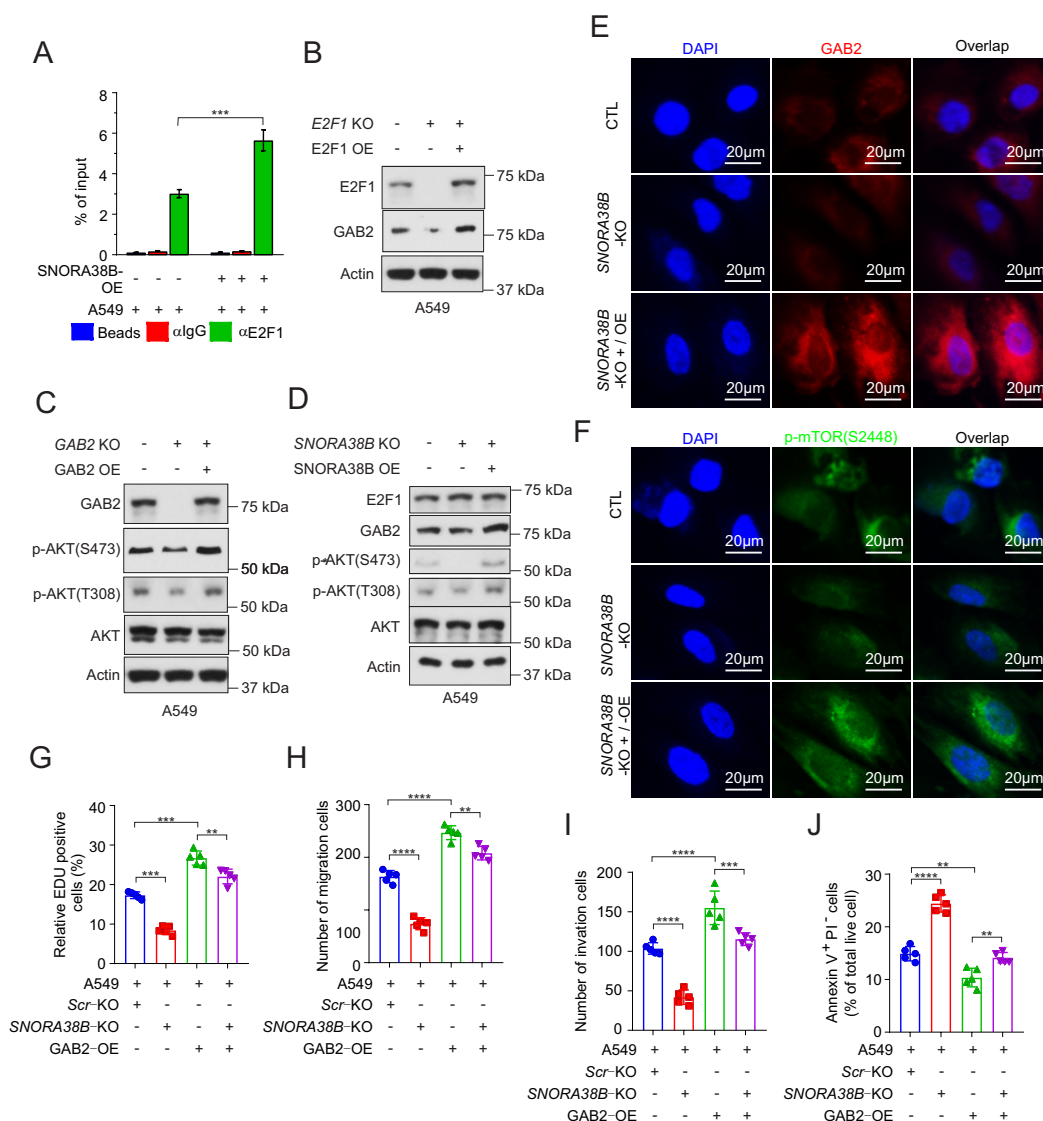 A
***
8
6
4
2
0
% of input
SNORA38B-OE - - - + + +
A549 + + + + + +
Beads αIgG αE2F1
B
E2F1 KO - + +
E2F1 OE - - +
E2F1
75 kDa
GAB2
75 kDa
Actin
37 kDa
A549
C
GAB2 KO - + +
GAB2 OE - - +
GAB2
75 kDa
p-AKT(S473)
50 kDa
p-AKT(T308)
50 kDa
AKT
50 kDa
Actin
37 kDa
A549
D
SNORA38B KO - + +
SNORA38B OE - - +
E2F1
75 kDa
GAB2
75 kDa
p-AKT(S473)
50 kDa
p-AKT(T308)
50 kDa
AKT
50 kDa
Actin
37 kDa
A549
E
DAPI GAB2 Overlap
CTL
20µm 20µm 20µm
SNORA38B
-KO
20µm 20µm 20µm
SNORA38B
-KO + / OE
20µm 20µm 20µm
F
DAPI p-mTOR(S2448) Overlap
CTL
20µm 20µm 20µm
SNORA38B
-KO
20µm 20µm 20µm
SNORA38B
-KO + / -OE
20µm 20µm 20µm
G
Relative EDU positive
cells (%)
40
30
20
10
0
***
**
***
A549 + + + +
Scr-KO + - - -
SNORA38B-KO - + - +
GAB2-OE - - + +
H
Number of migration cells
300
200
100
0
****
**
****
A549 + + + +
Scr-KO + - - -
SNORA38B-KO - + - +
GAB2-OE - - + +
I
Number of invation cells
250
200
150
100
50
0
****
***
****
A549 + + + +
Scr-KO + - - -
SNORA38B-KO - + - +
GAB2-OE - - + +
J
Annexin V+ PI- cells
(% of total live cell)
30
20
10
0
**
****
**
A549 + + + +
Scr-KO + - - -
SNORA38B-KO - + - +
GAB2-OE - - + +